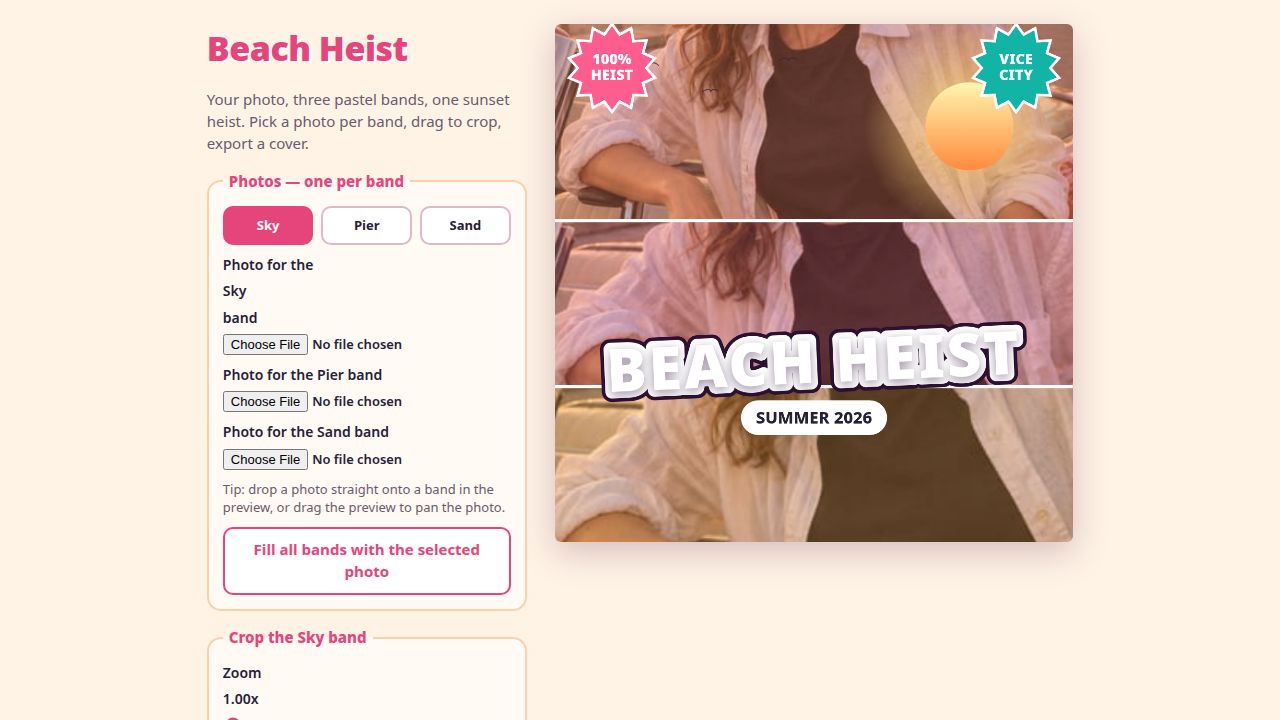 Beach Heist
Your photo, three pastel bands, one sunset
heist. Pick a photo per band, drag to crop,
export a cover.
Photos — one per band
Sky
Pier
Sand
Photo for the
Sky
band
Choose File No file chosen
Photo for the Pier band
Choose File No file chosen
Photo for the Sand band
Choose File No file chosen
Tip: drop a photo straight onto a band in the
preview, or drag the preview to pan the photo.
Fill all bands with the selected
photo
Crop the Sky band
Zoom
1.00x
100%
HEIST
VICE
CITY
BEACH HEIST
SUMMER 2026